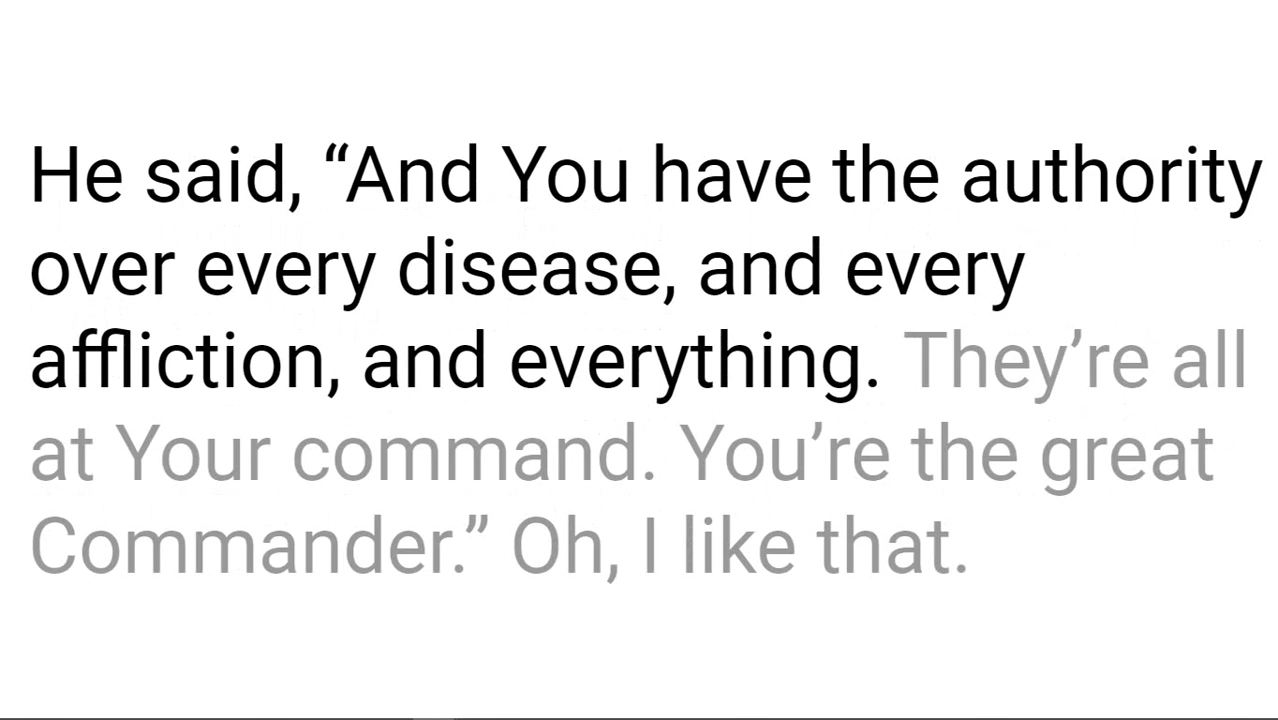 He said, “And You have the authority
over every disease, and every
affliction, and everything. They’re all
at Your command. You’re the great
Commander.” Oh, I like that.